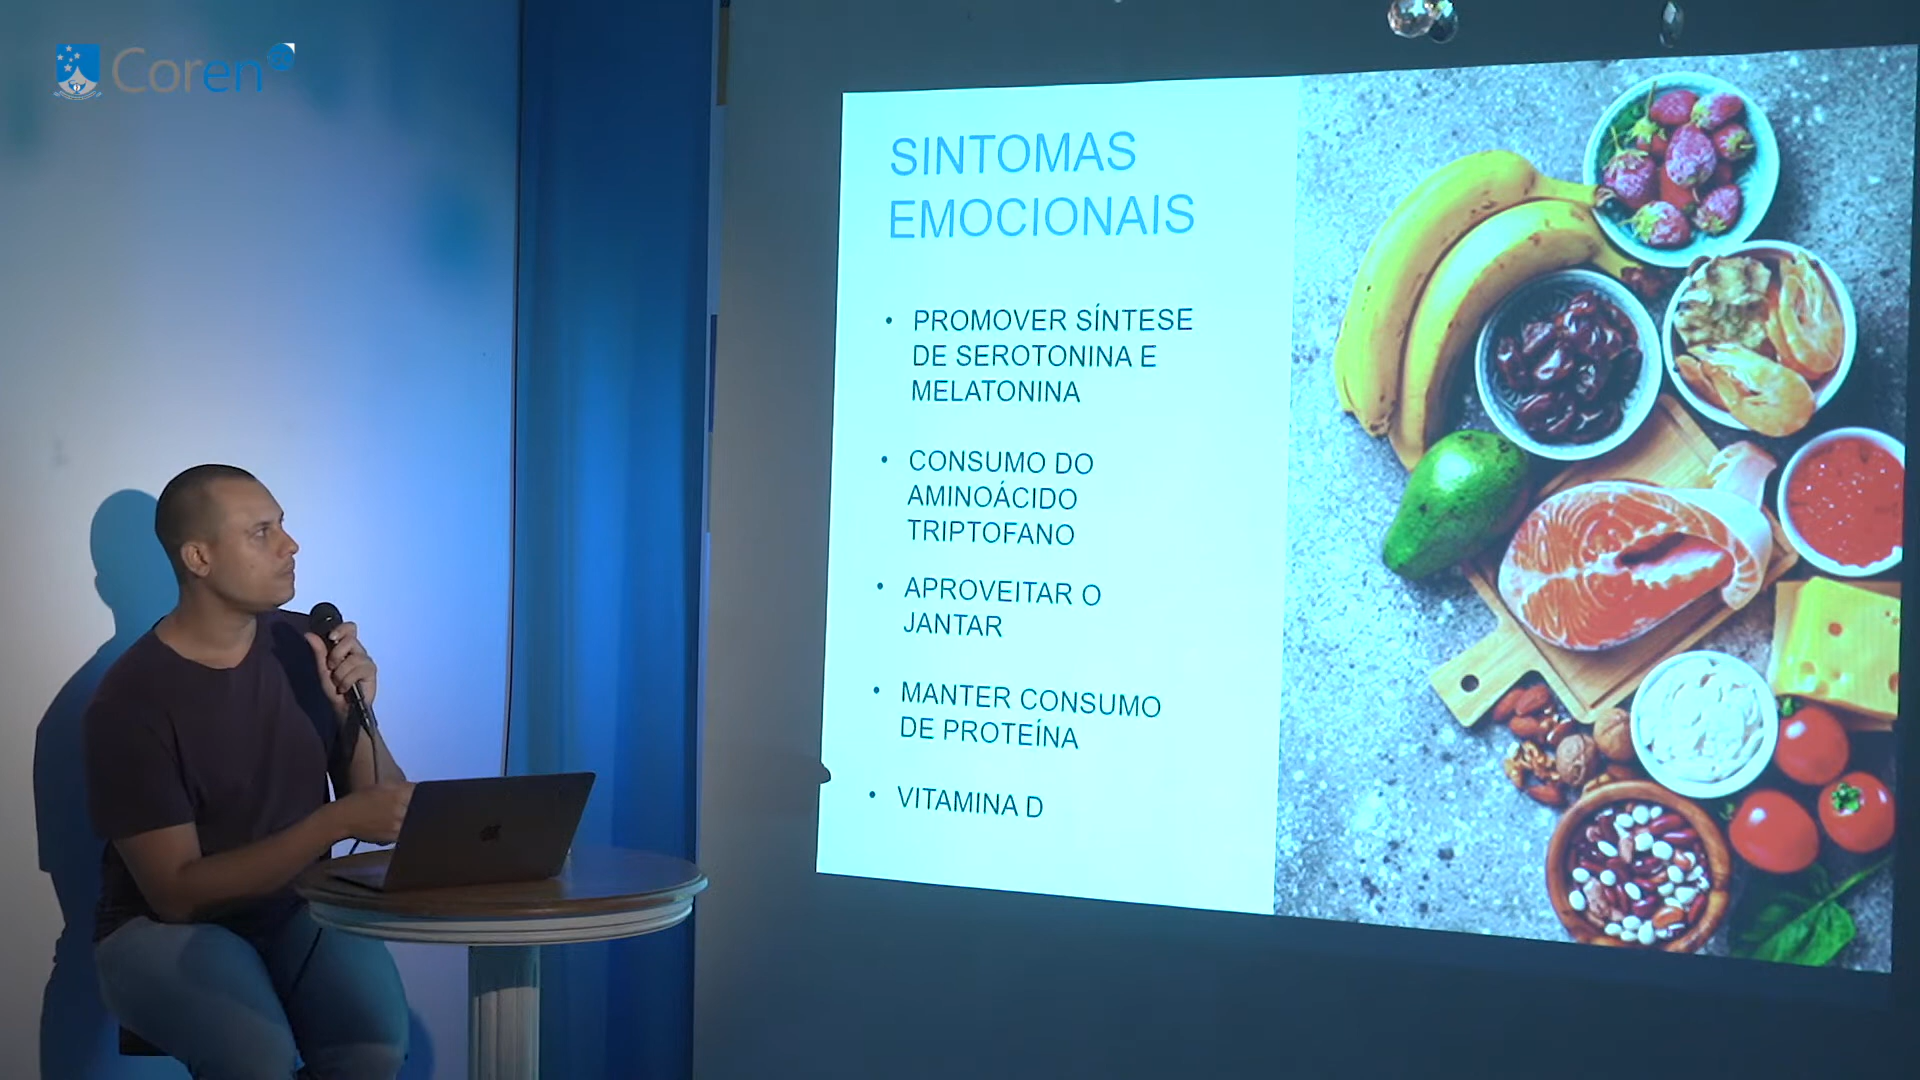 Coren
SINTOMAS
EMOCIONAIS
• PROMOVER SÍNTESE
DE SEROTONINA E
MELATONINA
• CONSUMO DO
AMINOÁCIDO
TRIPTOFANO
• APROVEITAR O
JANTAR
• MANTER CONSUMO
DE PROTEÍNA
• VITAMINA D